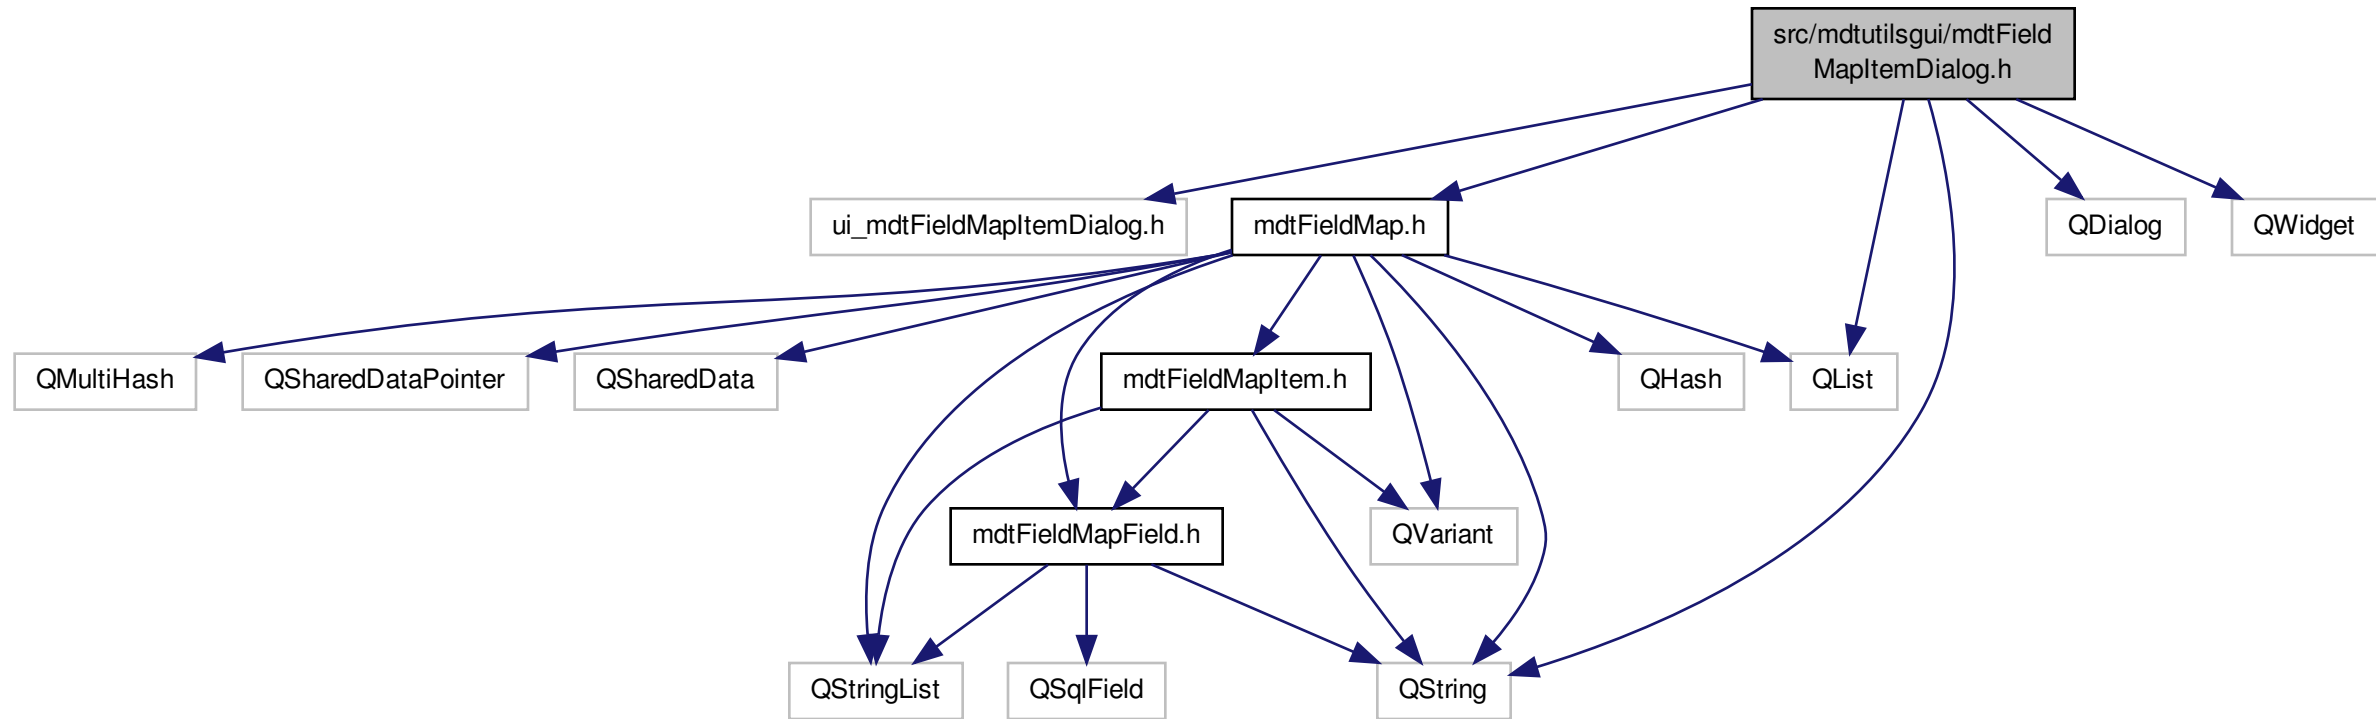 src/mdtutilsgui/mdtField
MapItemDialog.h
ui_mdtFieldMapItemDialog.h
mdtFieldMap.h
QDialog
QWidget
QMultiHash
QSharedDataPointer
QSharedData
mdtFieldMapItem.h
QHash
QList
mdtFieldMapField.h
QVariant
QStringList
QSqlField
QString